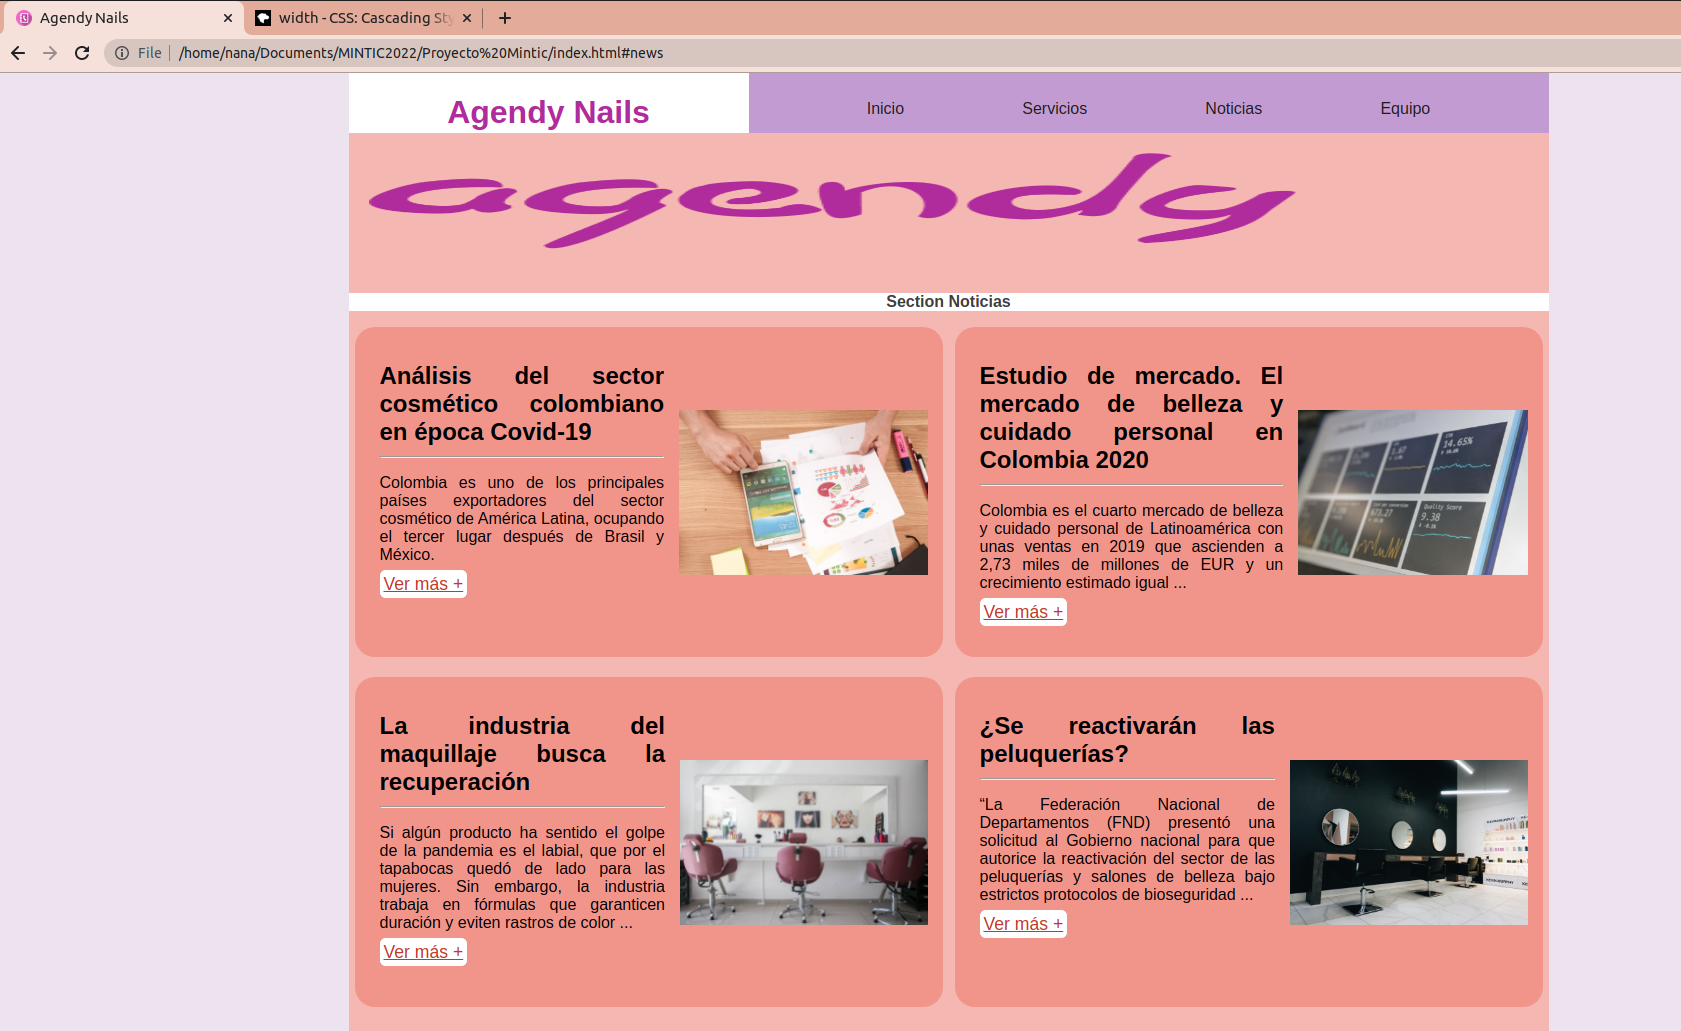 Agendy Nails
width - CSS: Cascading Sty
File
/home/nana/Documents/MINTIC2022/Proyecto%20Mintic/index.html#news
Agendy Nails
Inicio
Servicios
Noticias
Equipo
agendy
Section Noticias
Análisis del sector
cosmético colombiano
en época Covid-19
Colombia es uno de los principales
países exportadores del sector
cosmético de América Latina, ocupando
el tercer lugar después de Brasil y
México.
Ver más +
Estudio de mercado. El
mercado de belleza y
cuidado personal en
Colombia 2020
Colombia es el cuarto mercado de belleza
y cuidado personal de Latinoamérica con
unas ventas en 2019 que ascienden a
2,73 miles de millones de EUR y un
crecimiento estimado igual ...
Ver más +
14.65%
Quality Score
9.38
La industria del
maquillaje busca la
recuperación
Si algún producto ha sentido el golpe
de la pandemia es el labial, que por el
tapabocas quedó de lado para las
mujeres. Sin embargo, la industria
trabaja en fórmulas que garanticen
duración y eviten rastros de color ...
Ver más +
¿Se reactivarán las
peluquerías?
“La Federación Nacional de
Departamentos (FND) presentó una
solicitud al Gobierno nacional para que
autorice la reactivación del sector de las
peluquerías y salones de belleza bajo
estrictos protocolos de bioseguridad ...
Ver más +